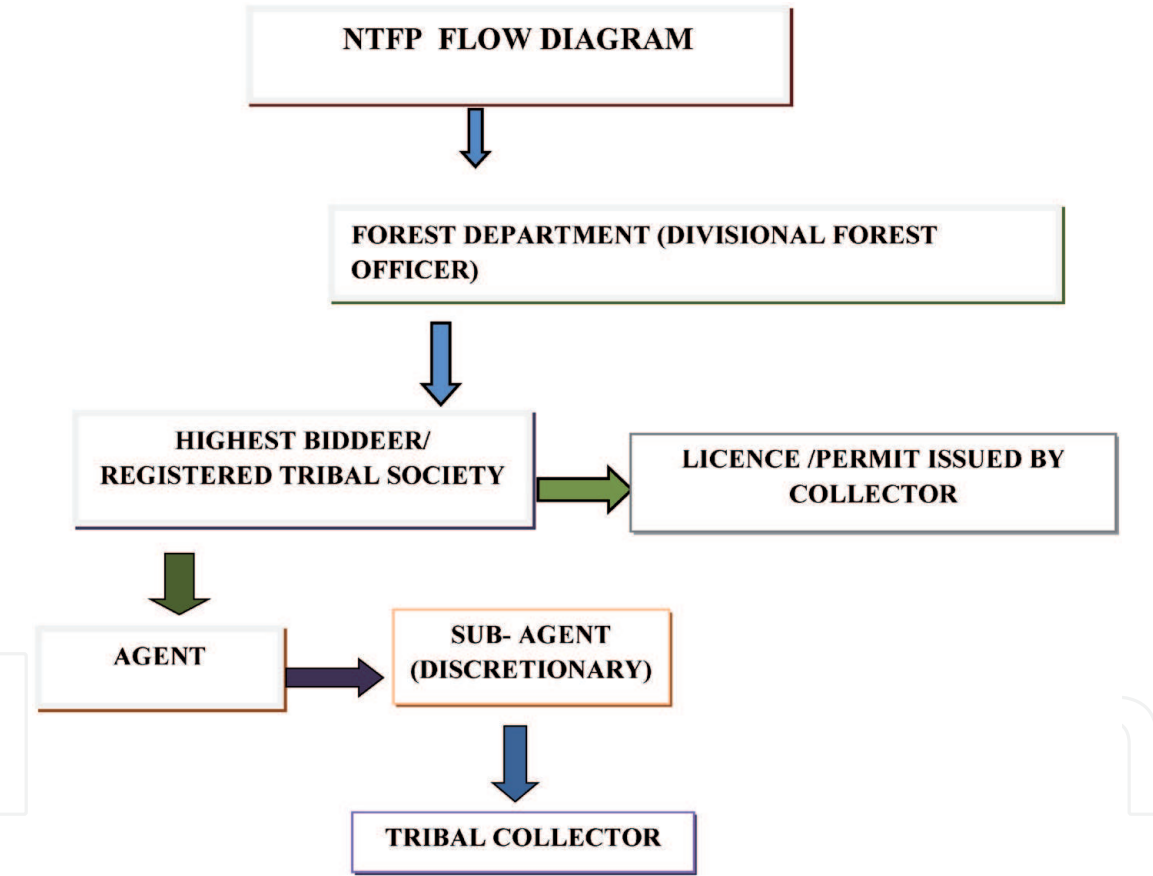 NTFP FLOW DIAGRAM
FOREST DEPARTMENT (DIVISIONAL FOREST
OFFICER)
HIGHEST BIDDEER/
REGISTERED TRIBAL SOCIETY
LICENCE /PERMIT ISSUED BY
COLLECTOR
AGENT
SUB- AGENT
(DISCRETIONARY)
TRIBAL COLLECTOR